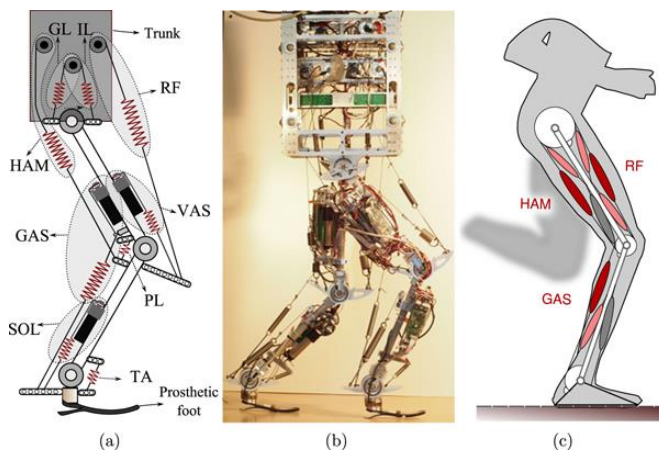 GL IL
Trunk
RF
HAM
VAS
GAS
PL
SOL
TA
Prosthetic
foot
(a)
(b)
RF
HAM
GAS
(c)